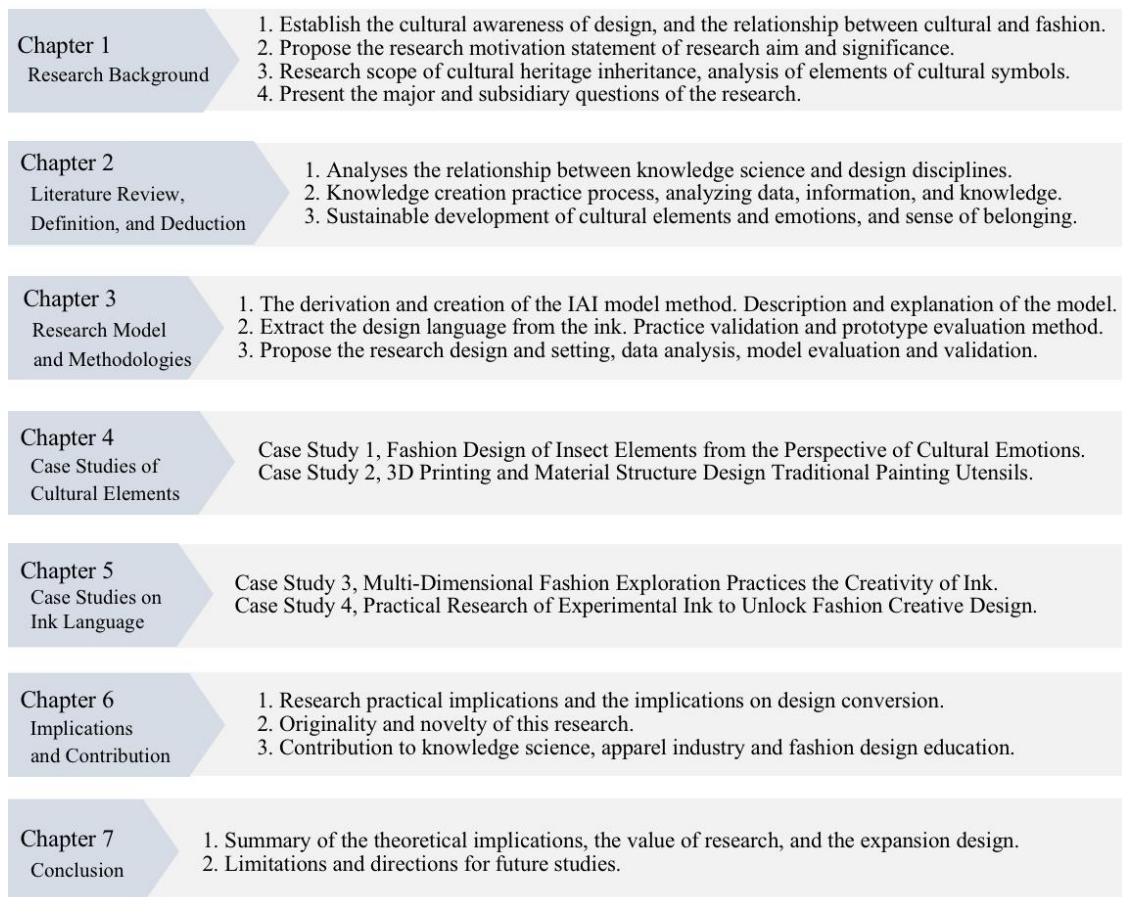 Chapter 1
Research Background
1. Establish the cultural awareness of design, and the relationship between cultural and fashion.
2. Propose the research motivation statement of research aim and significance.
3. Research scope of cultural heritage inheritance, analysis of elements of cultural symbols.
4. Present the major and subsidiary questions of the research.
Chapter 2
Literature Review,
Definition, and Deduction
1. Analyses the relationship between knowledge science and design disciplines.
2. Knowledge creation practice process, analyzing data, information, and knowledge.
3. Sustainable development of cultural elements and emotions, and sense of belonging.
Chapter 3
Research Model
and Methodologies
1. The derivation and creation of the IAI model method. Description and explanation of the model.
2. Extract the design language from the ink. Practice validation and prototype evaluation method.
3. Propose the research design and setting, data analysis, model evaluation and validation.
Chapter 4
Case Studies of
Cultural Elements
Case Study 1, Fashion Design of Insect Elements from the Perspective of Cultural Emotions.
Case Study 2, 3D Printing and Material Structure Design Traditional Painting Utensils.
Chapter 5
Case Studies on
Ink Language
Case Study 3, Multi-Dimensional Fashion Exploration Practices the Creativity of Ink.
Case Study 4, Practical Research of Experimental Ink to Unlock Fashion Creative Design.
Chapter 6
Implications
and Contribution
1. Research practical implications and the implications on design conversion.
2. Originality and novelty of this research.
3. Contribution to knowledge science, apparel industry and fashion design education.
Chapter 7
Conclusion
1. Summary of the theoretical implications, the value of research, and the expansion design.
2. Limitations and directions for future studies.